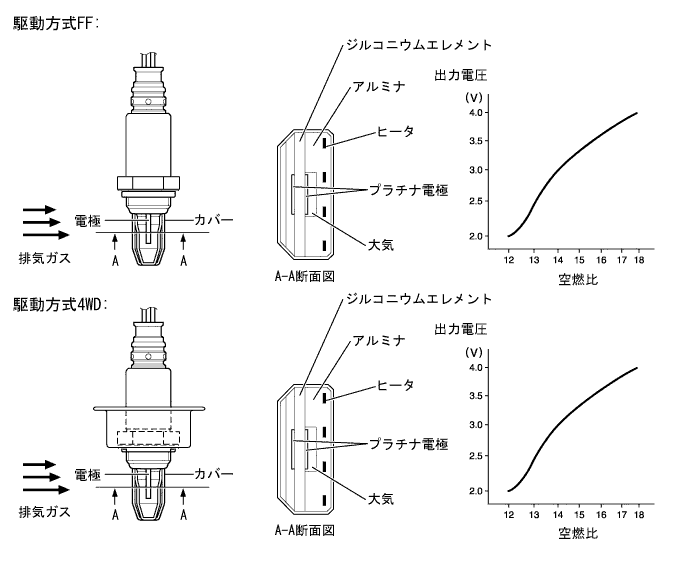 駆動方式FF:
ジルコニウムエレメント
アルミナ
ヒータ
プラチナ電極
大気
A-A断面図
電極
カバー
排気ガス
A
A
出力電圧
(V)
4.0
3.5
3.0
2.5
2.0
12 13 14 15 16 17 18
空燃比
駆動方式4WD:
ジルコニウムエレメント
アルミナ
ヒータ
プラチナ電極
大気
A-A断面図
電極
カバー
排気ガス
A
A
出力電圧
(V)
4.0
3.5
3.0
2.5
2.0
12 13 14 15 16 17 18
空燃比